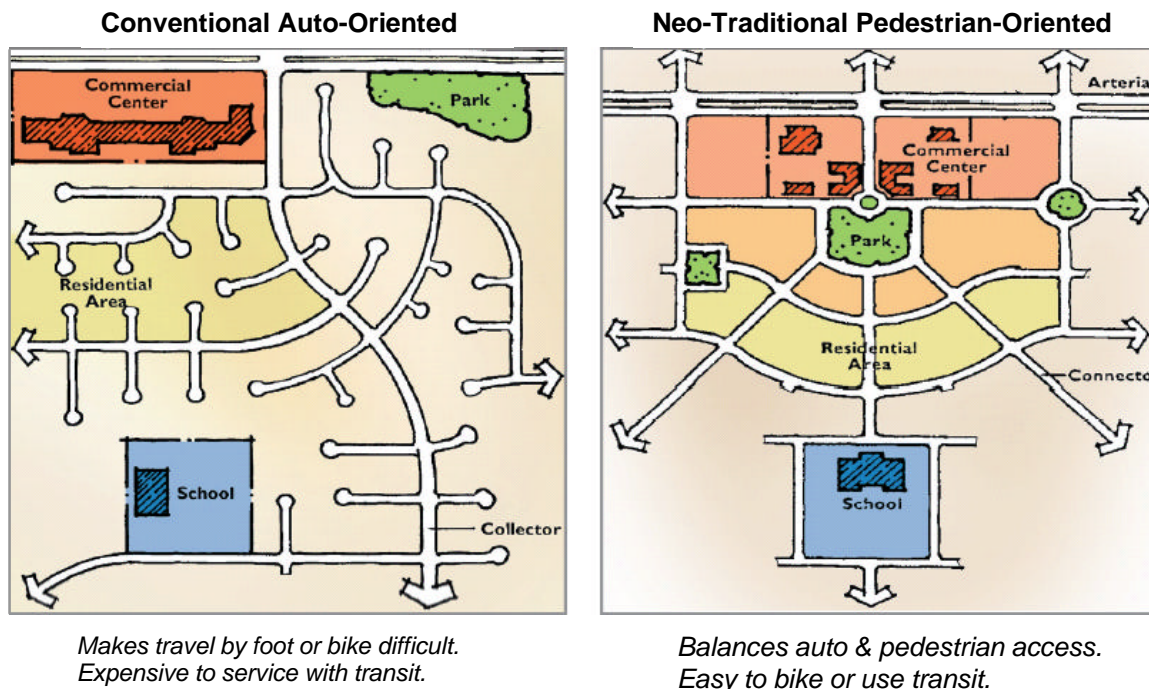 Conventional Auto-Oriented
Commercial
Center
Park
Residential
Area
School
Collector
Makes travel by foot or bike difficult.
Expensive to service with transit.
Neo-Traditional Pedestrian-Oriented
Arteria
Commercial
Center
Park
Residential
Area
Connecto
School
Balances auto & pedestrian access.
Easy to bike or use transit.